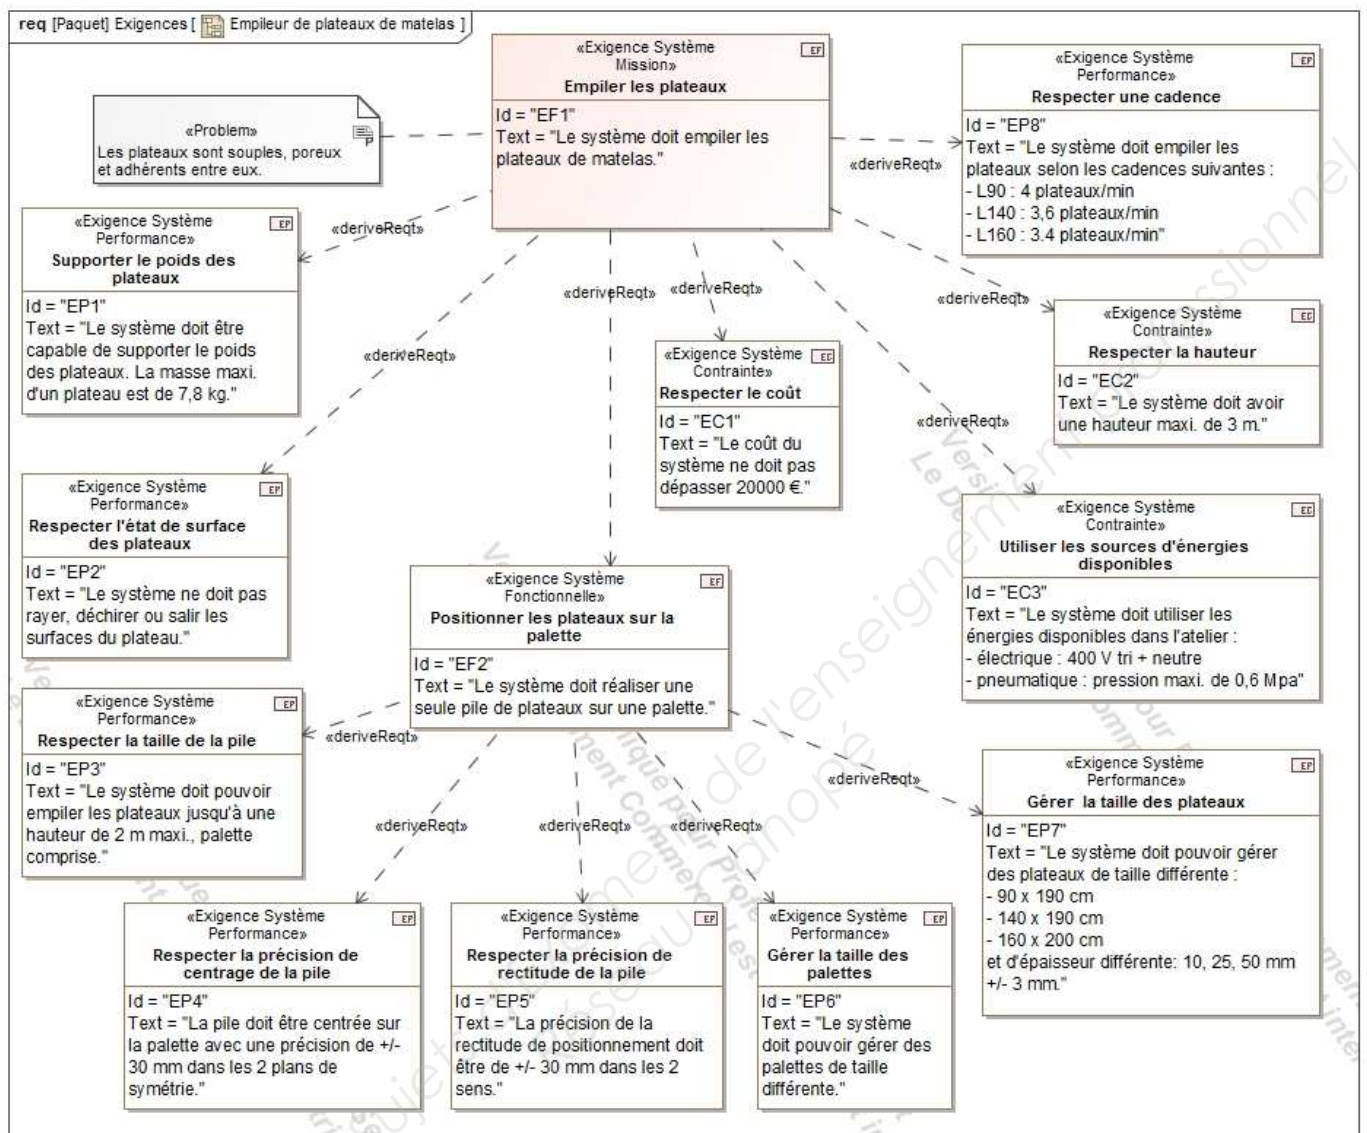 req [Paquet] Exigences [ Empileur de plateaux de matelas ]
«Exigence Système
Mission»
EF
Empiler les plateaux
Id = "EF1"
Text = "Le système doit empiler les
plateaux de matelas."
«Problem»
Les plateaux sont souples, poreux
et adhérents entre eux.
«Exigence Système
Performance»
EP
Respecter une cadence
Id = "EP8"
Text = "Le système doit empiler les
plateaux selon les cadences suivantes :
- L90 : 4 plateaux/min
- L140 : 3,6 plateaux/min
- L160 : 3.4 plateaux/min"
«deriveReqt»
«Exigence Système
Performance»
EP
Supporter le poids des
plateaux
Id = "EP1"
Text = "Le système doit être
capable de supporter le poids
des plateaux. La masse maxi.
d'un plateau est de 7,8 kg."
«deriveReqt»
«deriveReqt»
«deriveReqt»
«deriveReqt»
«deriveReqt»
«deriveReqt»
«Exigence Système
Contrainte»
EC
Respecter la hauteur
Id = "EC2"
Text = "Le système doit avoir
une hauteur maxi. de 3 m."
«Exigence Système
Contrainte»
EC
Respecter le coût
Id = "EC1"
Text = "Le coût du
système ne doit pas
dépasser 20000 €."
«Exigence Système
Performance»
EP
Respecter l'état de surface
des plateaux
Id = "EP2"
Text = "Le système ne doit pas
rayer, déchirer ou salir les
surfaces du plateau."
«Exigence Système
Contrainte»
EC
Utiliser les sources d'énergies
disponibles
Id = "EC3"
Text = "Le système doit utiliser les
énergies disponibles dans l'atelier :
- électrique : 400 V tri + neutre
- pneumatique : pression maxi. de 0,6 Mpa"
«Exigence Système
Fonctionnelle»
EF
Positionner les plateaux sur la
palette
Id = "EF2"
Text = "Le système doit réaliser une
seule pile de plateaux sur une palette."
«Exigence Système
Performance»
EP
Respecter la taille de la pile
Id = "EP3"
Text = "Le système doit pouvoir
empiler les plateaux jusqu'à une
hauteur de 2 m maxi., palette
comprise."
«deriveReqt»
«deriveReqt»
«deriveReqt»
«deriveReqt»
«deriveReqt»
«Exigence Système
Performance»
EP
Gérer la taille des plateaux
Id = "EP7"
Text = "Le système doit pouvoir gérer
des plateaux de taille différente :
- 90 x 190 cm
- 140 x 190 cm
- 160 x 200 cm
et d'épaisseur différente: 10, 25, 50 mm
+/- 3 mm."
«Exigence Système
Performance»
EP
Respecter la précision de
centrage de la pile
Id = "EP4"
Text = "La pile doit être centrée sur
la palette avec une précision de +/-
30 mm dans les 2 plans de
symétrie."
«Exigence Système
Performance»
EP
Respecter la précision de
rectitude de la pile
Id = "EP5"
Text = "La précision de la
rectitude de positionnement doit
être de +/- 30 mm dans les 2
sens."
«Exigence Système
Performance»
EP
Gérer la taille des
palettes
Id = "EP6"
Text = "Le système
doit pouvoir gérer des
palettes de taille
différente."